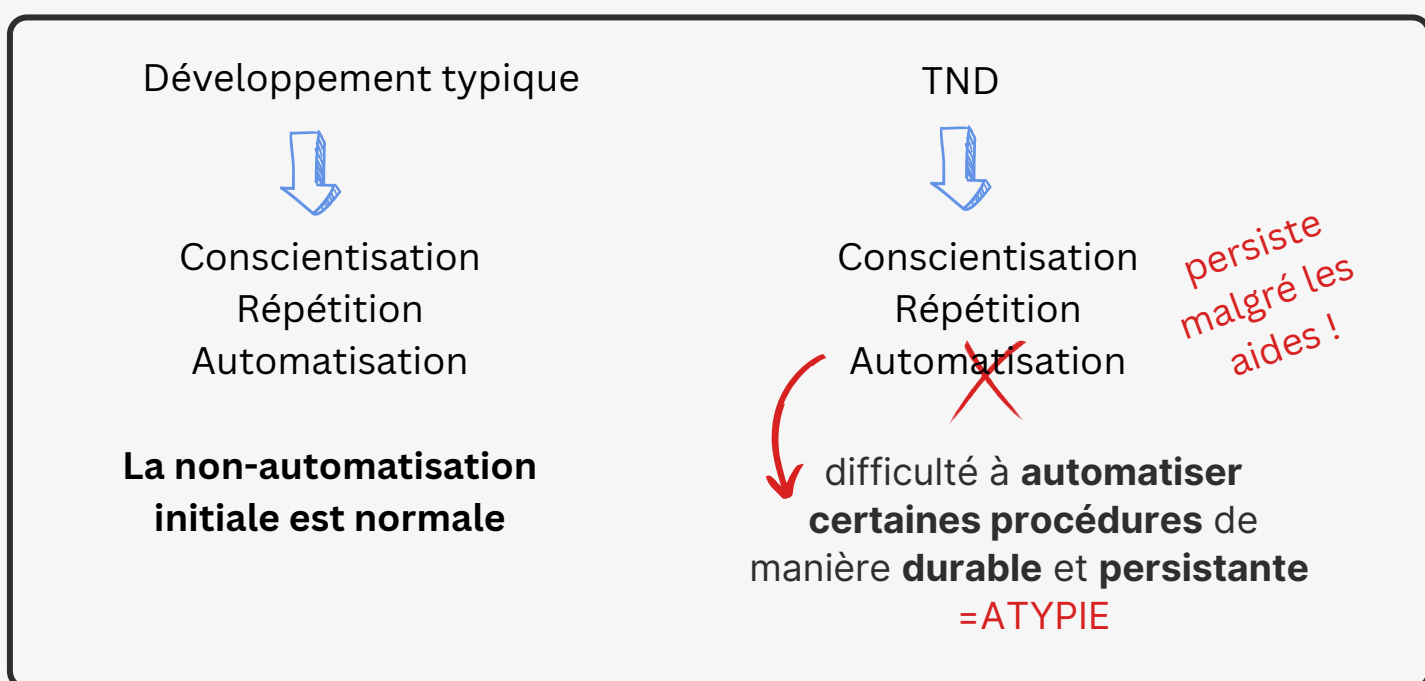 Développement typique
Conscientisation
Répétition
Automatisation
La non-automatisation
initiale est normale
TND
Conscientisation
Répétition
Automatisation
persiste
malgré les
aides !
difficulté à automatiser
certaines procédures de
manière durable et persistante
=ATYPIE